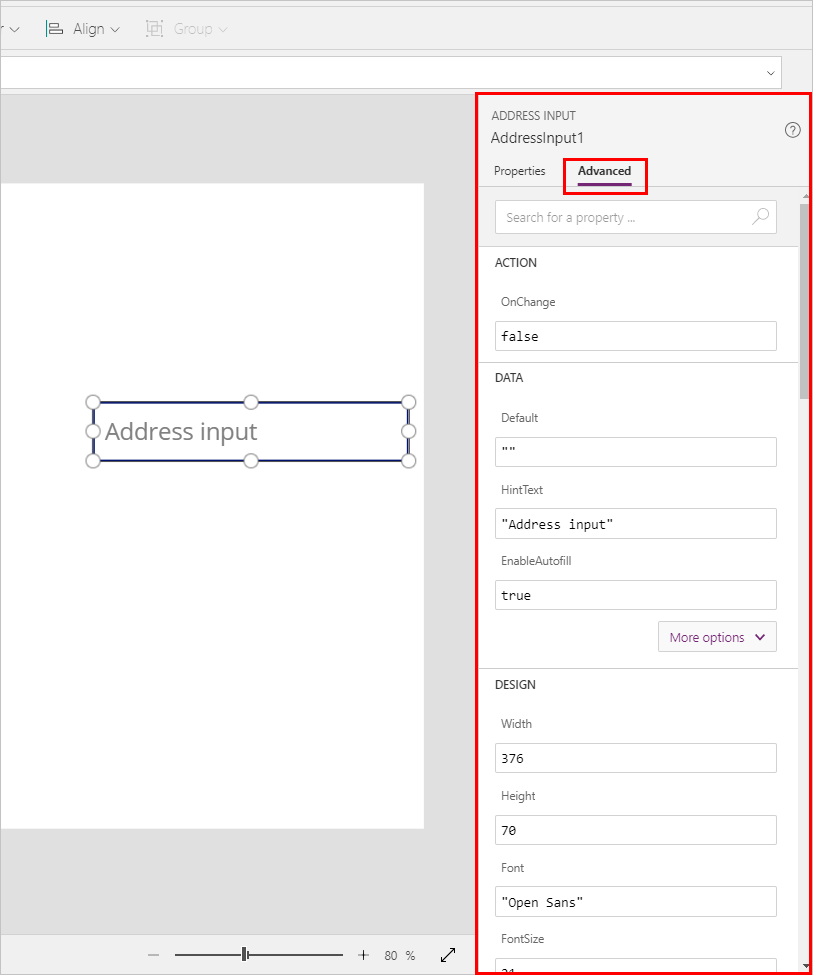 Align
Group
ADDRESS INPUT
AddressInput1
?
Properties
Advanced
Search for a property ...
ACTION
OnChange
false
DATA
Default
""
HintText
"Address input"
EnableAutofill
true
More options
DESIGN
Width
376
Height
70
Font
"Open Sans"
FontSize
Address input
80 %